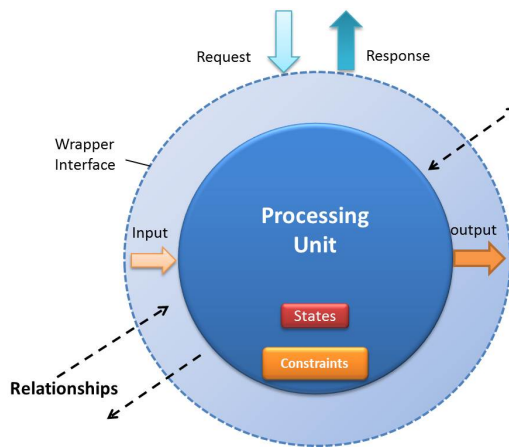 Request
Response
Wrapper
Interface
Processing
Unit
Input
output
States
Constraints
Relationships